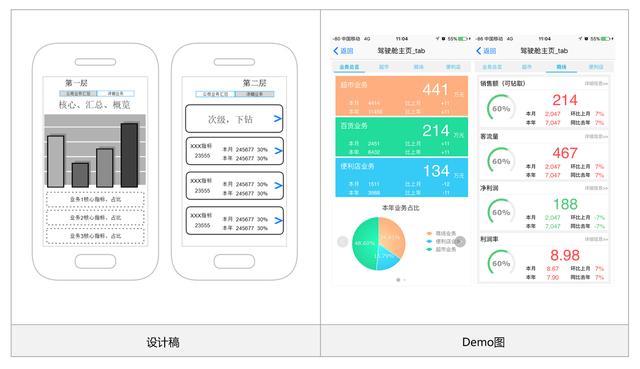 第一层
公司业务汇总 详细业务
核心、汇总、概览
业务1核心指标、占比
业务2核心指标、占比
业务3核心指标、占比
第二层
公司业务汇总 详细业务
次级，下钻
XXX指标
23555
本月 245677 30%
本年 245677 30%
XXX指标
23555
本月 245677 30%
本年 245677 30%
XXX指标
23555
本月 245677 30%
本年 245677 30%
设计稿
-80 中国移动 4G 11:04 55%
返回 驾驶舱主页_tab
业务总览 超市 商场 便利店
超市业务 441 万元
本月 4414 比上月 +11
本年 比上年 +11
百货业务 214 万元
本月 2451 比上月 +11
本年 6432 比上年 +11
便利店业务 134 万元
本月 1511 比上月 -12
本年 3988 比上年 -11
本年业务占比
48.60%
商场业务
便利店业务
超市业务
-86 中国移动 4G 11:04 55%
返回 驾驶舱主页_tab
业务总览 超市 商场 便利店
销售额（可钻取） 详细信息>>
60%
214
本月 2,047 环比上月 7%
本年 7,047 同比去年 7%
客流量 详细信息>>
60%
467
本月 2,047 环比上月 7%
本年 7,047 同比去年 7%
净利润 详细信息>>
60%
188
本月 2,047 环比上月 -7%
本年 7,047 同比去年 -7%
利润率 详细信息>>
60%
8.98
本月 8.67 环比上月 7%
本年 7.90 同比去年 7%
Demo图